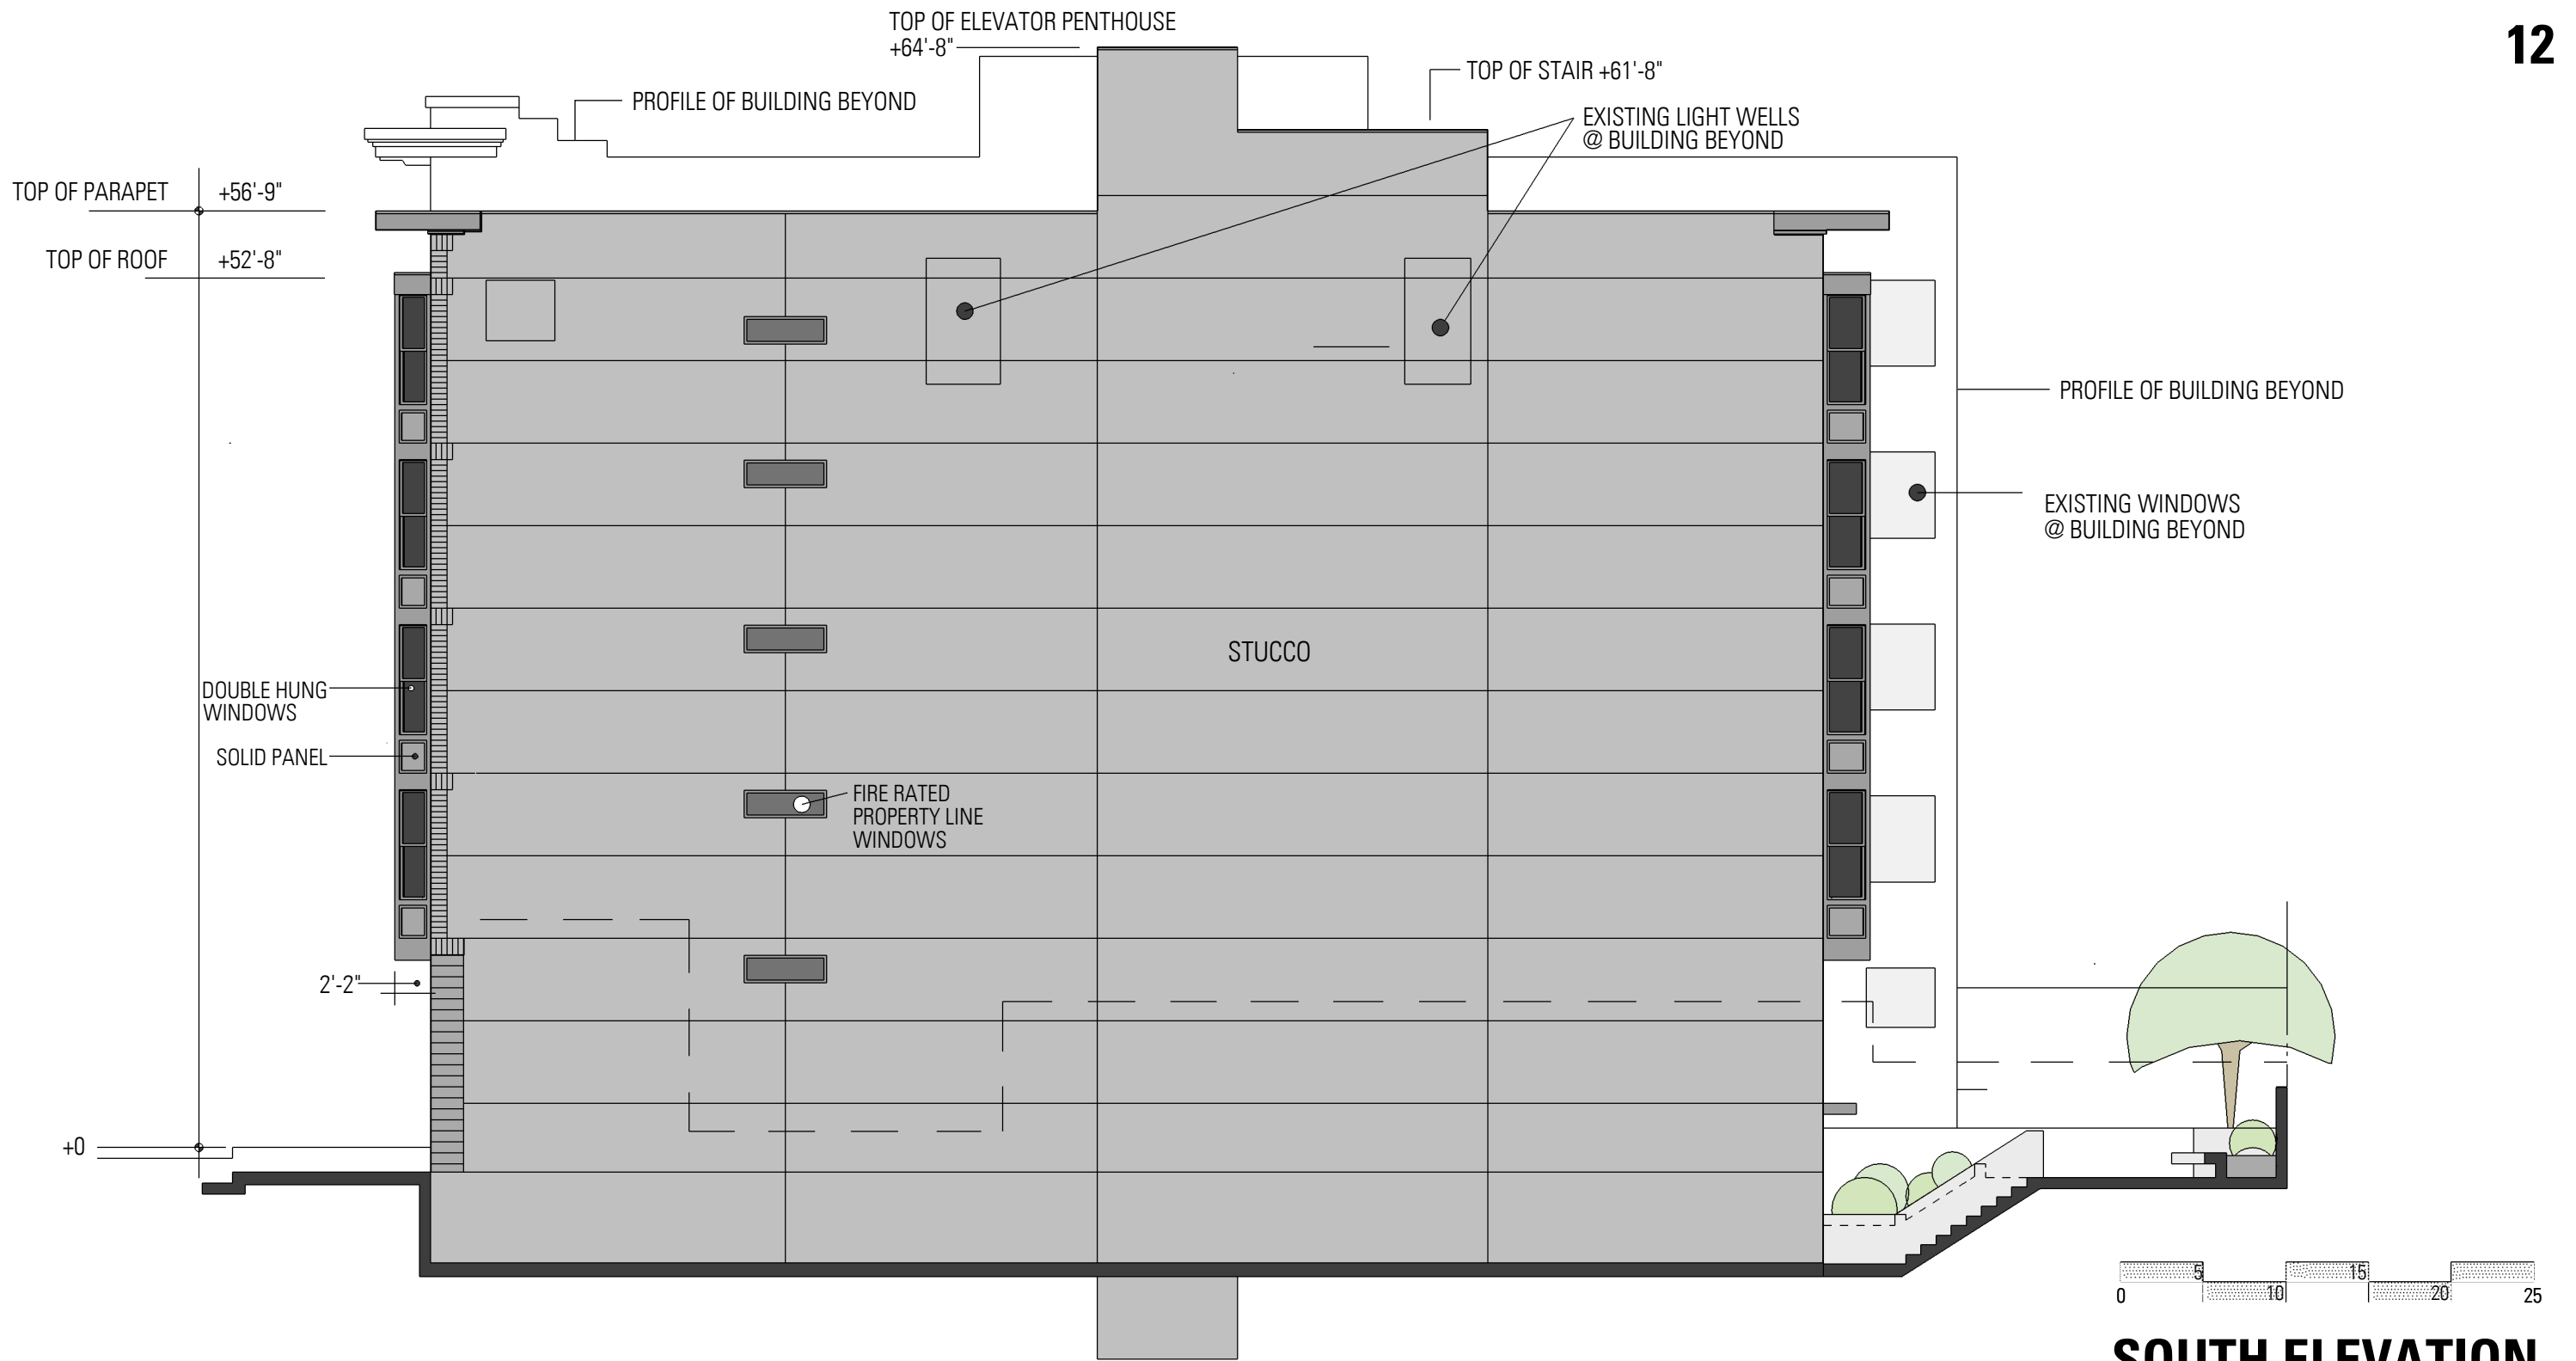 12
TOP OF ELEVATOR PENTHOUSE
+64'-8"
TOP OF STAIR +61'-8"
PROFILE OF BUILDING BEYOND
EXISTING LIGHT WELLS
@ BUILDING BEYOND
TOP OF PARAPET
+56'-9"
TOP OF ROOF
+52'-8"
PROFILE OF BUILDING BEYOND
EXISTING WINDOWS
@ BUILDING BEYOND
STUCCO
DOUBLE HUNG
WINDOWS
SOLID PANEL
FIRE RATED
PROPERTY LINE
WINDOWS
2'-2"
+0
5
15
0
10
20
25
SOUTH ELEVATION